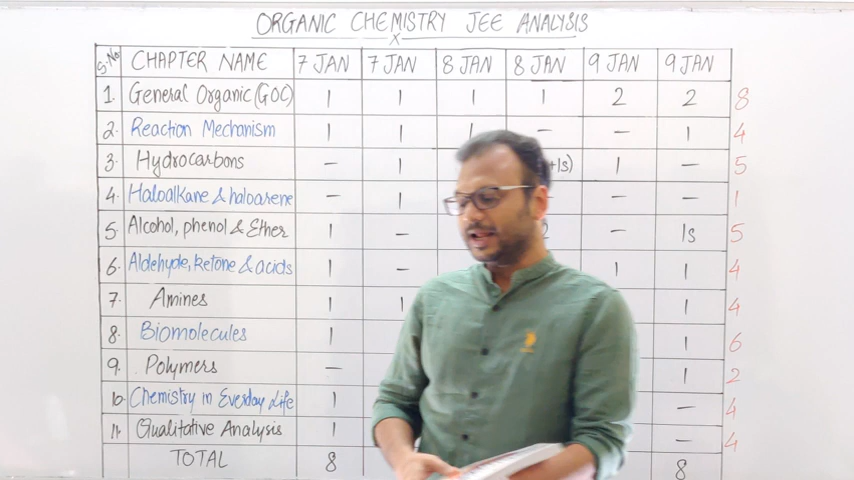 ORGANIC CHEMISTRY JEE ANALYSIS
x
S.No. CHAPTER NAME 7 JAN 7 JAN 8 JAN 8 JAN 9 JAN 9 JAN
1. General Organic (GOC) 1 1 1 1 2 2 8
2. Reaction Mechanism 1 1 1 - - 1 4
3. Hydrocarbons - 1 +1s) 1 - 5
4. Haloalkane & haloarene - 1 - - 1
5. Alcohol, phenol & Ether 1 - 2 - 1s 5
6. Aldehyde, ketone & acids 1 - 1 1 4
7. Amines 1 1 1 4
8. Biomolecules 1 1 6
9. Polymers - 1 2
10. Chemistry in Everyday Life 1 - 4
11. Qualitative Analysis 1 - 4
TOTAL 8 8